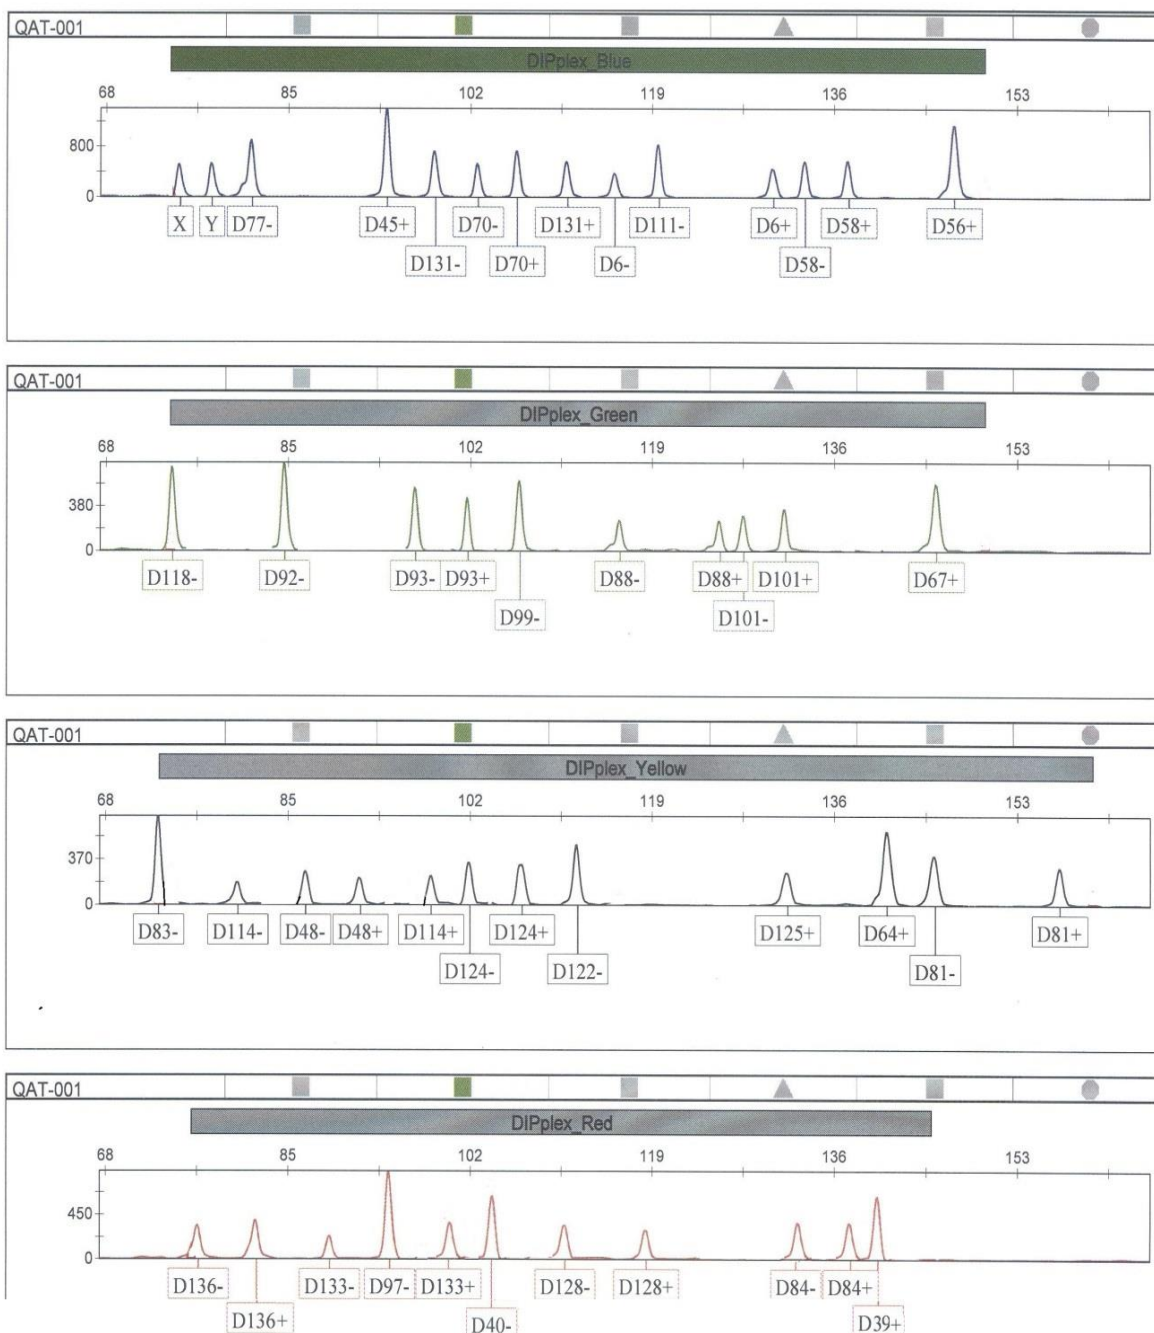 QAT-001
DIPplex_Blue
68 85 102 119 136 153
800
0
X Y D77- D45+ D70- D131+ D111- D6+ D58+ D56+
D131- D70+ D6- D58-
QAT-001
DIPplex_Green
68 85 102 119 136 153
380
0
D118- D92- D93- D93+ D88- D88+ D101+ D67+
D99- D101-
QAT-001
DIPplex_Yellow
68 85 102 119 136 153
370
0
D83- D114- D48- D48+ D114+ D124+ D125+ D64+ D81+
D124- D122- D81-
QAT-001
DIPplex_Red
68 85 102 119 136 153
450
0
D136- D133- D97- D133+ D128- D128+ D84- D84+
D136+ D40- D39+